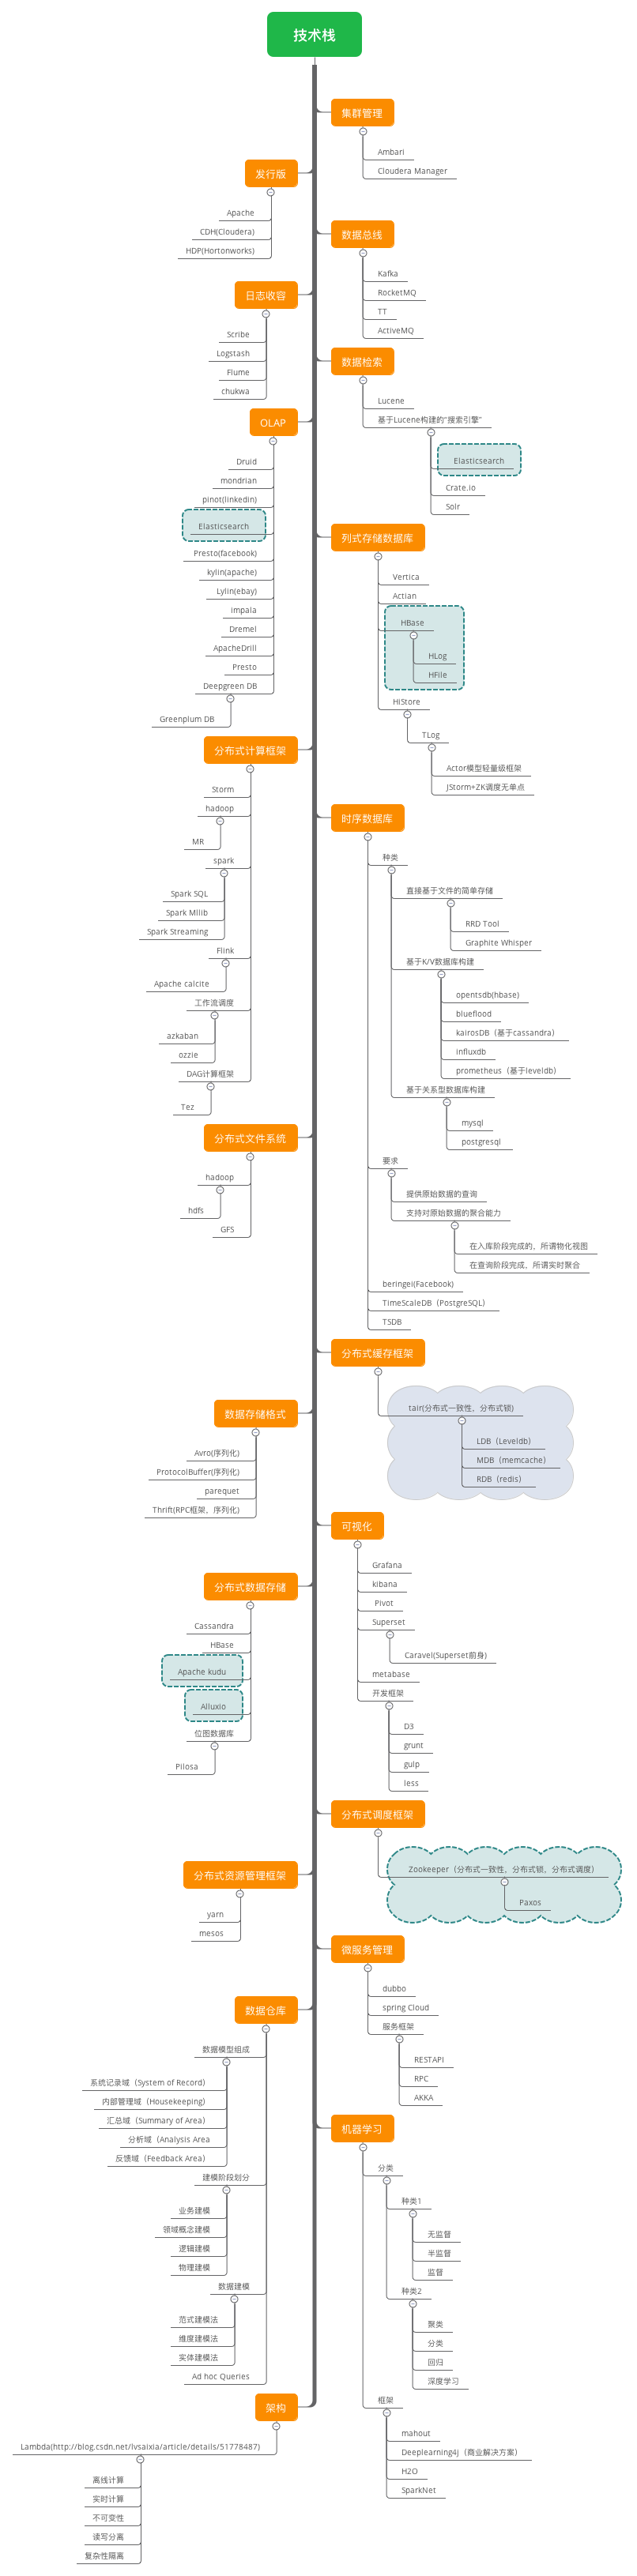 技术栈
集群管理
Ambari
Cloudera Manager
发行版
Apache
CDH(Cloudera)
HDP(Hortonworks)
数据总线
Kafka
RocketMQ
TT
ActiveMQ
日志收容
Scribe
Logstash
Flume
chukwa
数据检索
Lucene
基于Lucene构建的"搜索引擎"
Elasticsearch
Crate.io
Solr
OLAP
Druid
mondrian
pinot(linkedin)
Elasticsearch
Presto(facebook)
kylin(apache)
Lylin(ebay)
impala
Dremel
ApacheDrill
Presto
Deepgreen DB
Greenplum DB
列式存储数据库
Vertica
Actian
HBase
HLog
HFile
HiStore
TLog
Actor模型轻量级框架
JStorm+ZK调度无单点
分布式计算框架
Storm
hadoop
MR
spark
Spark SQL
Spark Mllib
Spark Streaming
Flink
Apache calcite
工作流调度
azkaban
ozzie
DAG计算框架
Tez
时序数据库
种类
直接基于文件的简单存储
RRD Tool
Graphite Whisper
基于K/V数据库构建
opentsdb(hbase)
blueflood
kairosDB（基于cassandra）
influxdb
prometheus（基于leveldb）
基于关系型数据库构建
mysql
postgresql
要求
提供原始数据的查询
支持对原始数据的聚合能力
在入库阶段完成的，所谓物化视图
在查询阶段完成，所谓实时聚合
beringei(Facebook)
TimeScaleDB（PostgreSQL）
TSDB
分布式文件系统
hadoop
hdfs
GFS
分布式缓存框架
tair(分布式一致性，分布式锁)
LDB（Leveldb）
MDB（memcache）
RDB（redis）
数据存储格式
Avro(序列化)
ProtocolBuffer(序列化)
parequet
Thrift(RPC框架，序列化)
可视化
Grafana
kibana
Pivot
Superset
Caravel(Superset前身)
metabase
开发框架
D3
grunt
gulp
less
分布式数据存储
Cassandra
HBase
Apache kudu
Alluxio
位图数据库
Pilosa
分布式调度框架
Zookeeper（分布式一致性，分布式锁，分布式调度）
Paxos
分布式资源管理框架
yarn
mesos
微服务管理
dubbo
spring Cloud
服务框架
RESTAPI
RPC
AKKA
数据仓库
数据模型组成
系统记录域（System of Record）
内部管理域（Housekeeping）
汇总域（Summary of Area）
分析域（Analysis Area
反馈域（Feedback Area）
建模阶段划分
业务建模
领域概念建模
逻辑建模
物理建模
数据建模
范式建模法
维度建模法
实体建模法
Ad hoc Queries
机器学习
分类
种类1
无监督
半监督
监督
种类2
聚类
分类
回归
深度学习
框架
mahout
Deeplearning4j（商业解决方案）
H2O
SparkNet
架构
Lambda(http://blog.csdn.net/lvsaixia/article/details/51778487)
离线计算
实时计算
不可变性
读写分离
复杂性隔离